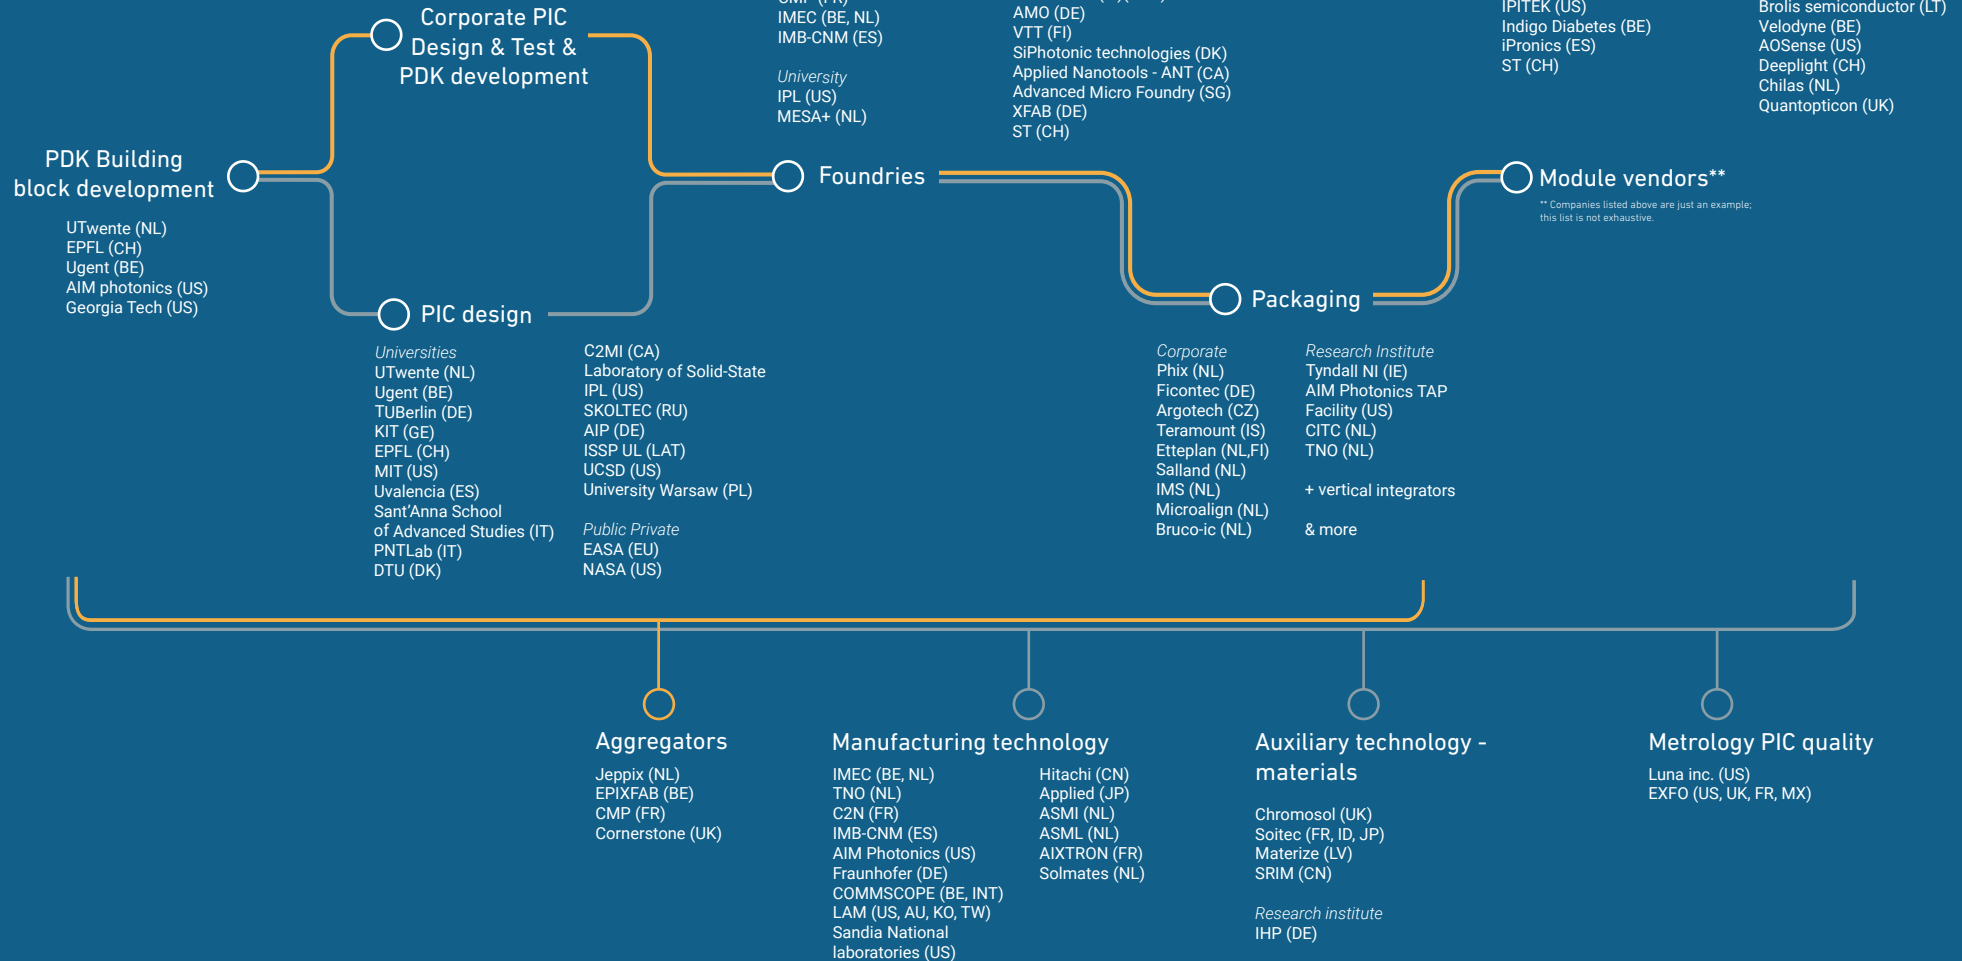 Corporate PIC
Design & Test &
PDK development
IMEC (BE, NL)
IMB-CNM (ES)
University
IPL (US)
MESA+ (NL)
AMO (DE)
VTT (FI)
SiPhotonic technologies (DK)
Applied Nanotools - ANT (CA)
Advanced Micro Foundry (SG)
XFAB (DE)
ST (CH)
IPITEK (US)
Indigo Diabetes (BE)
iPronics (ES)
ST (CH)
Brolis semiconductor (LT)
Velodyne (BE)
AOSense (US)
Deeplight (CH)
Chilas (NL)
Quantopticon (UK)
PDK Building
block development
UTwente (NL)
EPFL (CH)
Ugent (BE)
AIM photonics (US)
Georgia Tech (US)
Foundries
Module vendors**
** Companies listed above are just an example;
this list is not exhaustive.
PIC design
Universities
UTwente (NL)
Ugent (BE)
TUBerlin (DE)
KIT (GE)
EPFL (CH)
MIT (US)
Uvalencia (ES)
Sant'Anna School
of Advanced Studies (IT)
PNTLab (IT)
DTU (DK)
C2MI (CA)
Laboratory of Solid-State
IPL (US)
SKOLTEC (RU)
AIP (DE)
ISSP UL (LAT)
UCSD (US)
University Warsaw (PL)
Public Private
EASA (EU)
NASA (US)
Packaging
Corporate
Phix (NL)
Ficontec (DE)
Argotech (CZ)
Teramount (IS)
Etteplan (NL,FI)
Salland (NL)
IMS (NL)
Microalign (NL)
Bruco-ic (NL)
Research Institute
Tyndall NI (IE)
AIM Photonics TAP
Facility (US)
CITC (NL)
TNO (NL)
+ vertical integrators
& more
Aggregators
Jeppix (NL)
EPIXFAB (BE)
CMP (FR)
Cornerstone (UK)
Manufacturing technology
IMEC (BE, NL)
TNO (NL)
C2N (FR)
IMB-CNM (ES)
AIM Photonics (US)
Fraunhofer (DE)
COMMSCOPE (BE, INT)
LAM (US, AU, KO, TW)
Sandia National
laboratories (US)
Hitachi (CN)
Applied (JP)
ASMI (NL)
ASML (NL)
AIXTRON (FR)
Solmates (NL)
Auxiliary technology -
materials
Chromosol (UK)
Soitec (FR, ID, JP)
Materize (LV)
SRIM (CN)
Research institute
IHP (DE)
Metrology PIC quality
Luna inc. (US)
EXFO (US, UK, FR, MX)